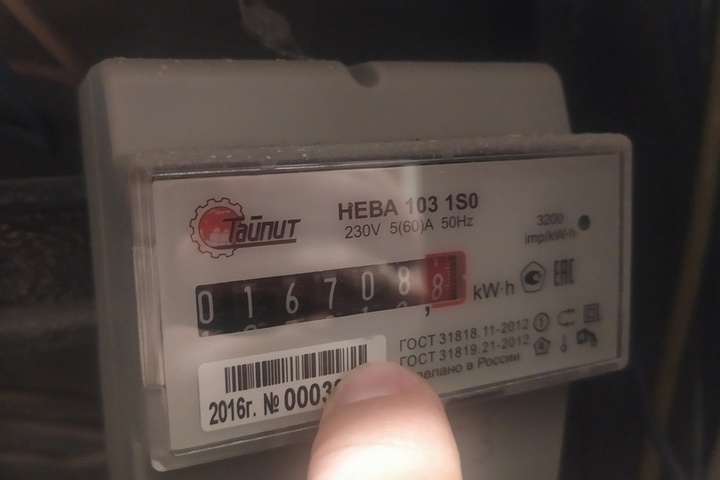 Тайпит
НЕВА 103 1S0
230V 5(60)A 50Hz
3200
imp/kW·h
0 1 6 7 0 8 8
kW·h
ЕАС
ГОСТ 31818.11-2012
ГОСТ 31819.21-2012
Сделано в России
2016г. № 0003